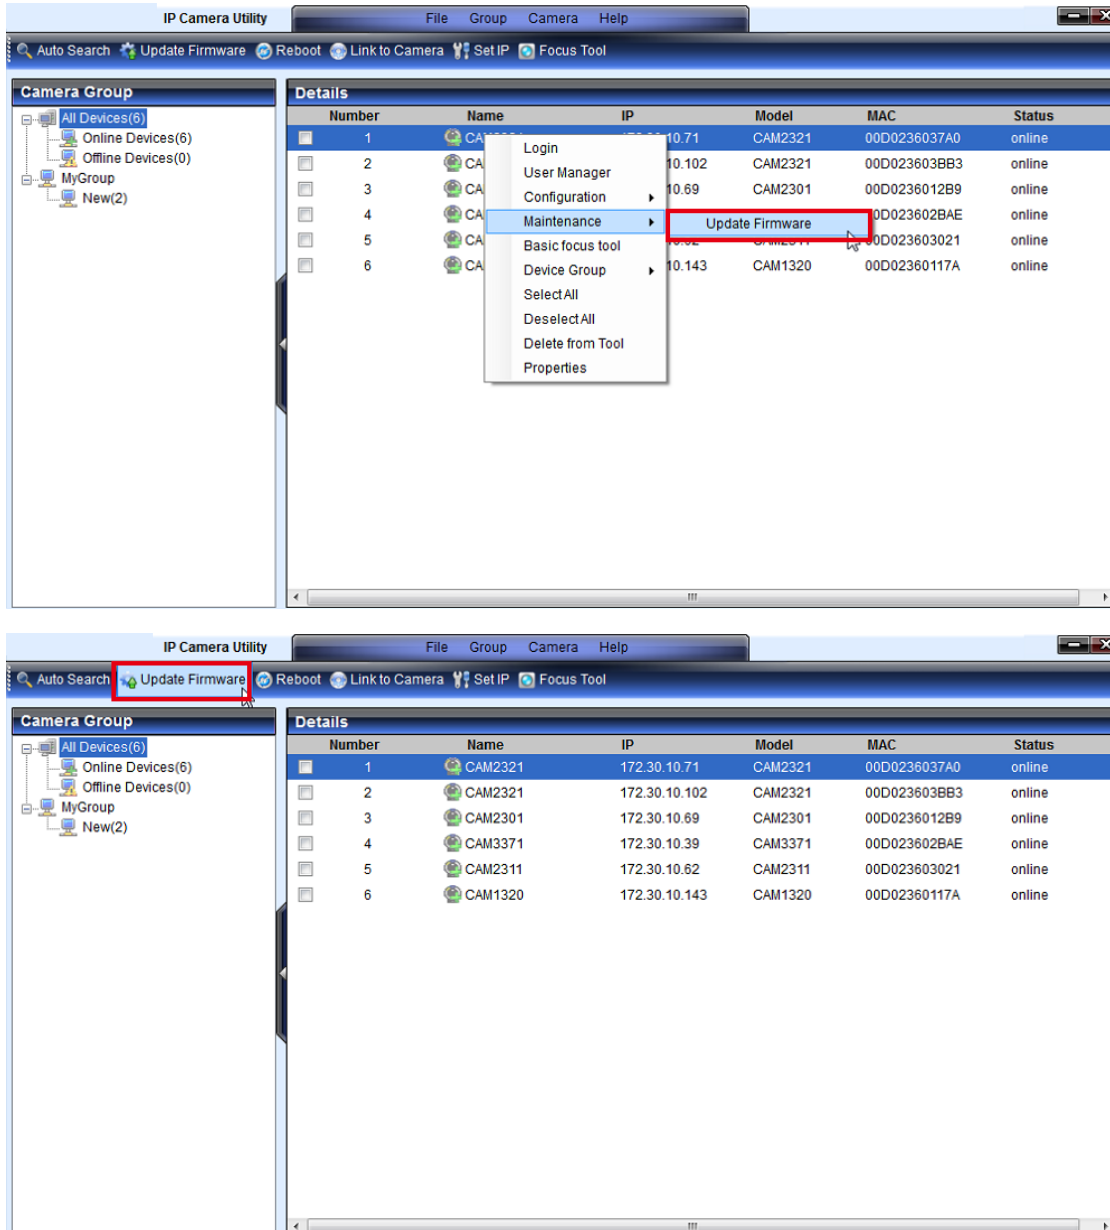 IP Camera Utility File Group Camera Help
Auto Search Update Firmware Reboot Link to Camera Set IP Focus Tool
Camera Group
All Devices(6)
Online Devices(6)
Offline Devices(0)
MyGroup
New(2)
Details
Number Name IP Model MAC Status
1 10.71 CAM2321 00D0236037A0 online
2 CA 10.102 CAM2321 00D023603BB3 online
3 CA 10.69 CAM2301 00D0236012B9 online
4 CA 0D023602BAE online
5 CA 00D023603021 online
6 CA 10.143 CAM1320 00D02360117A online
Login
User Manager
Configuration
Maintenance
Basic focus tool
Device Group
Select All
Deselect All
Delete from Tool
Properties
Update Firmware
IP Camera Utility File Group Camera Help
Auto Search Update Firmware Reboot Link to Camera Set IP Focus Tool
Camera Group
All Devices(6)
Online Devices(6)
Offline Devices(0)
MyGroup
New(2)
Details
Number Name IP Model MAC Status
1 CAM2321 172.30.10.71 CAM2321 00D0236037A0 online
2 CAM2321 172.30.10.102 CAM2321 00D023603BB3 online
3 CAM2301 172.30.10.69 CAM2301 00D0236012B9 online
4 CAM3371 172.30.10.39 CAM3371 00D023602BAE online
5 CAM2311 172.30.10.62 CAM2311 00D023603021 online
6 CAM1320 172.30.10.143 CAM1320 00D02360117A online